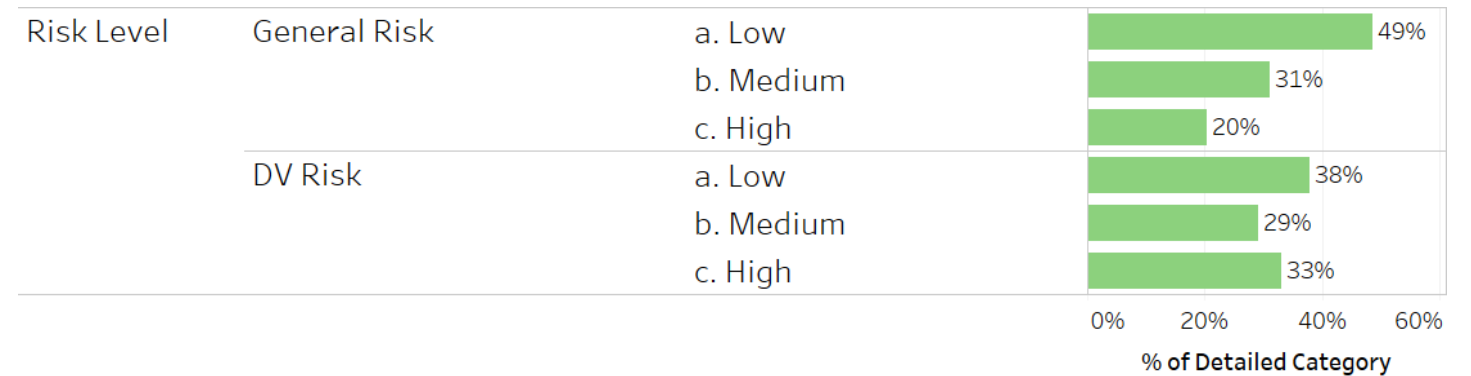 Risk Level General Risk a. Low 49%
b. Medium 31%
c. High 20%
DV Risk a. Low 38%
b. Medium 29%
c. High 33%
0% 20% 40% 60%
% of Detailed Category